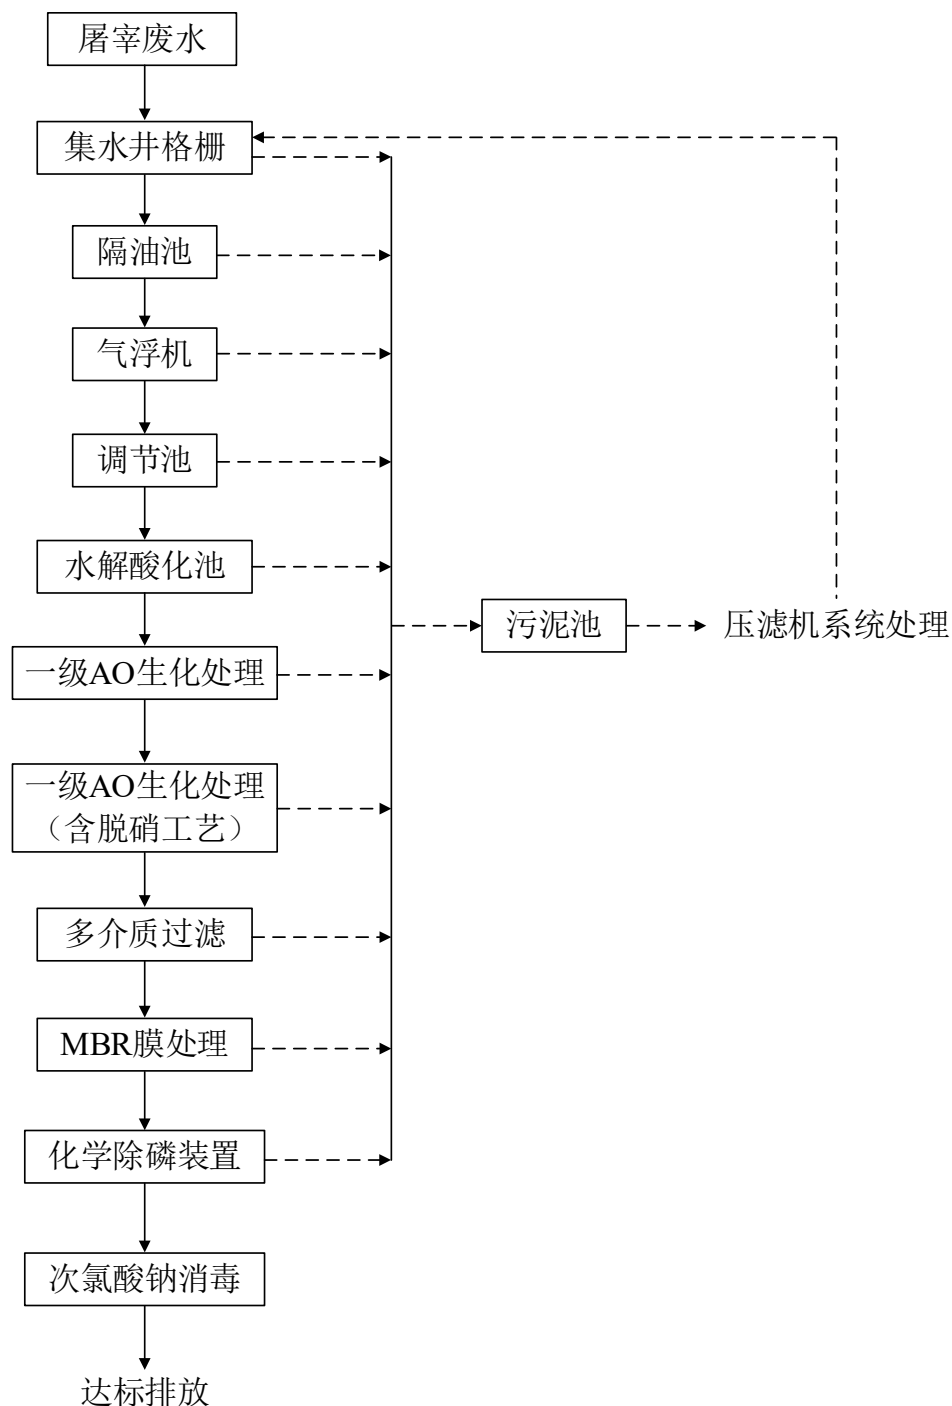 屠宰废水
集水井格栅
隔油池
气浮机
调节池
水解酸化池
污泥池
压滤机系统处理
一级AO生化处理
一级AO生化处理
（含脱硝工艺）
多介质过滤
MBR膜处理
化学除磷装置
次氯酸钠消毒
达标排放